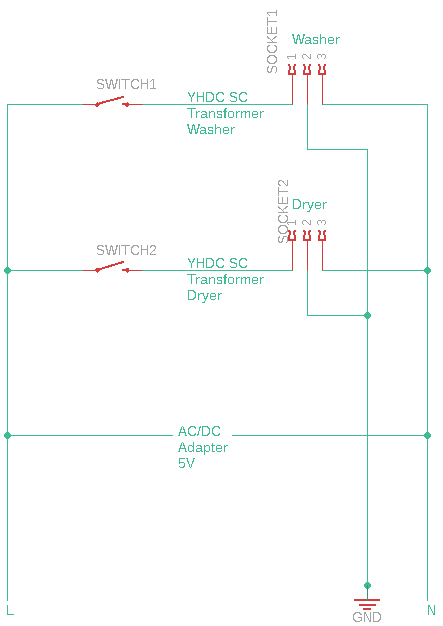 SOCKET1
Washer
1 2 3
SWITCH1
YHDC SC
Transformer
Washer
SOCKET2
Dryer
1 2 3
SWITCH2
YHDC SC
Transformer
Dryer
AC/DC
Adapter
5V
L
GND
N